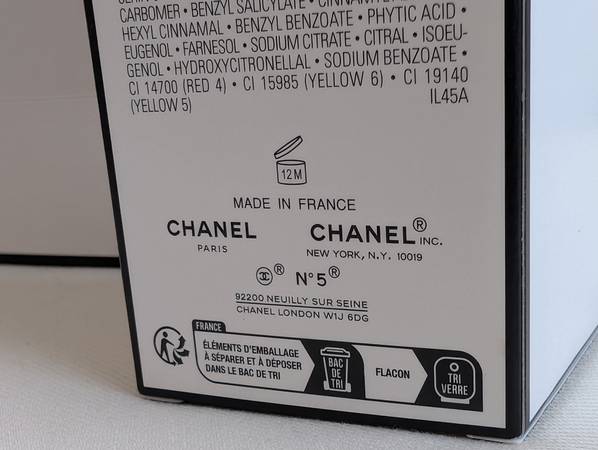 CARBOMER • BENZYL SALICYLATE •
HEXYL CINNAMAL • BENZYL BENZOATE • PHYTIC ACID •
EUGENOL • FARNESOL • SODIUM CITRATE • CITRAL • ISOEU-
GENOL • HYDROXYCITRONELLAL • SODIUM BENZOATE •
CI 14700 (RED 4) • CI 15985 (YELLOW 6) • CI 19140
(YELLOW 5) IL45A
12M
MADE IN FRANCE
CHANEL CHANEL® INC.
PARIS NEW YORK, N.Y. 10019
® N°5®
92200 NEUILLY SUR SEINE
CHANEL LONDON W1J 6DG
FRANCE
ÉLÉMENTS D'EMBALLAGE
À SÉPARER ET À DÉPOSER
DANS LE BAC DE TRI
BAC
DE
TRI
FLACON
TRI
VERRE